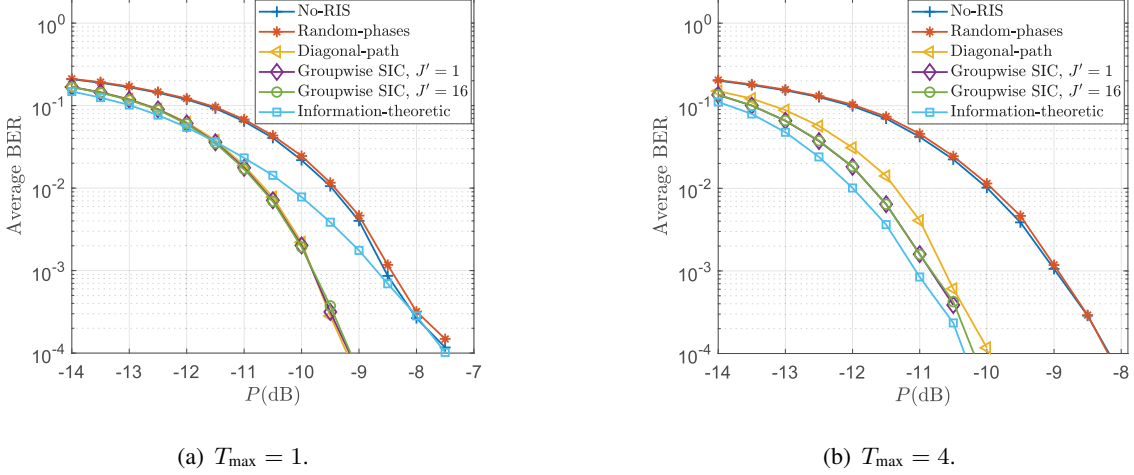 No-RIS
Random-phases
Diagonal-path
Groupwise SIC, J′ = 1
Groupwise SIC, J′ = 16
Information-theoretic
10^0
10^-1
10^-2
10^-3
10^-4
Average BER
-14 -13 -12 -11 -10 -9 -8 -7
P(dB)
(a) T_max = 1.
No-RIS
Random-phases
Diagonal-path
Groupwise SIC, J′ = 1
Groupwise SIC, J′ = 16
Information-theoretic
10^0
10^-1
10^-2
10^-3
10^-4
Average BER
-14 -13 -12 -11 -10 -9 -8
P(dB)
(b) T_max = 4.